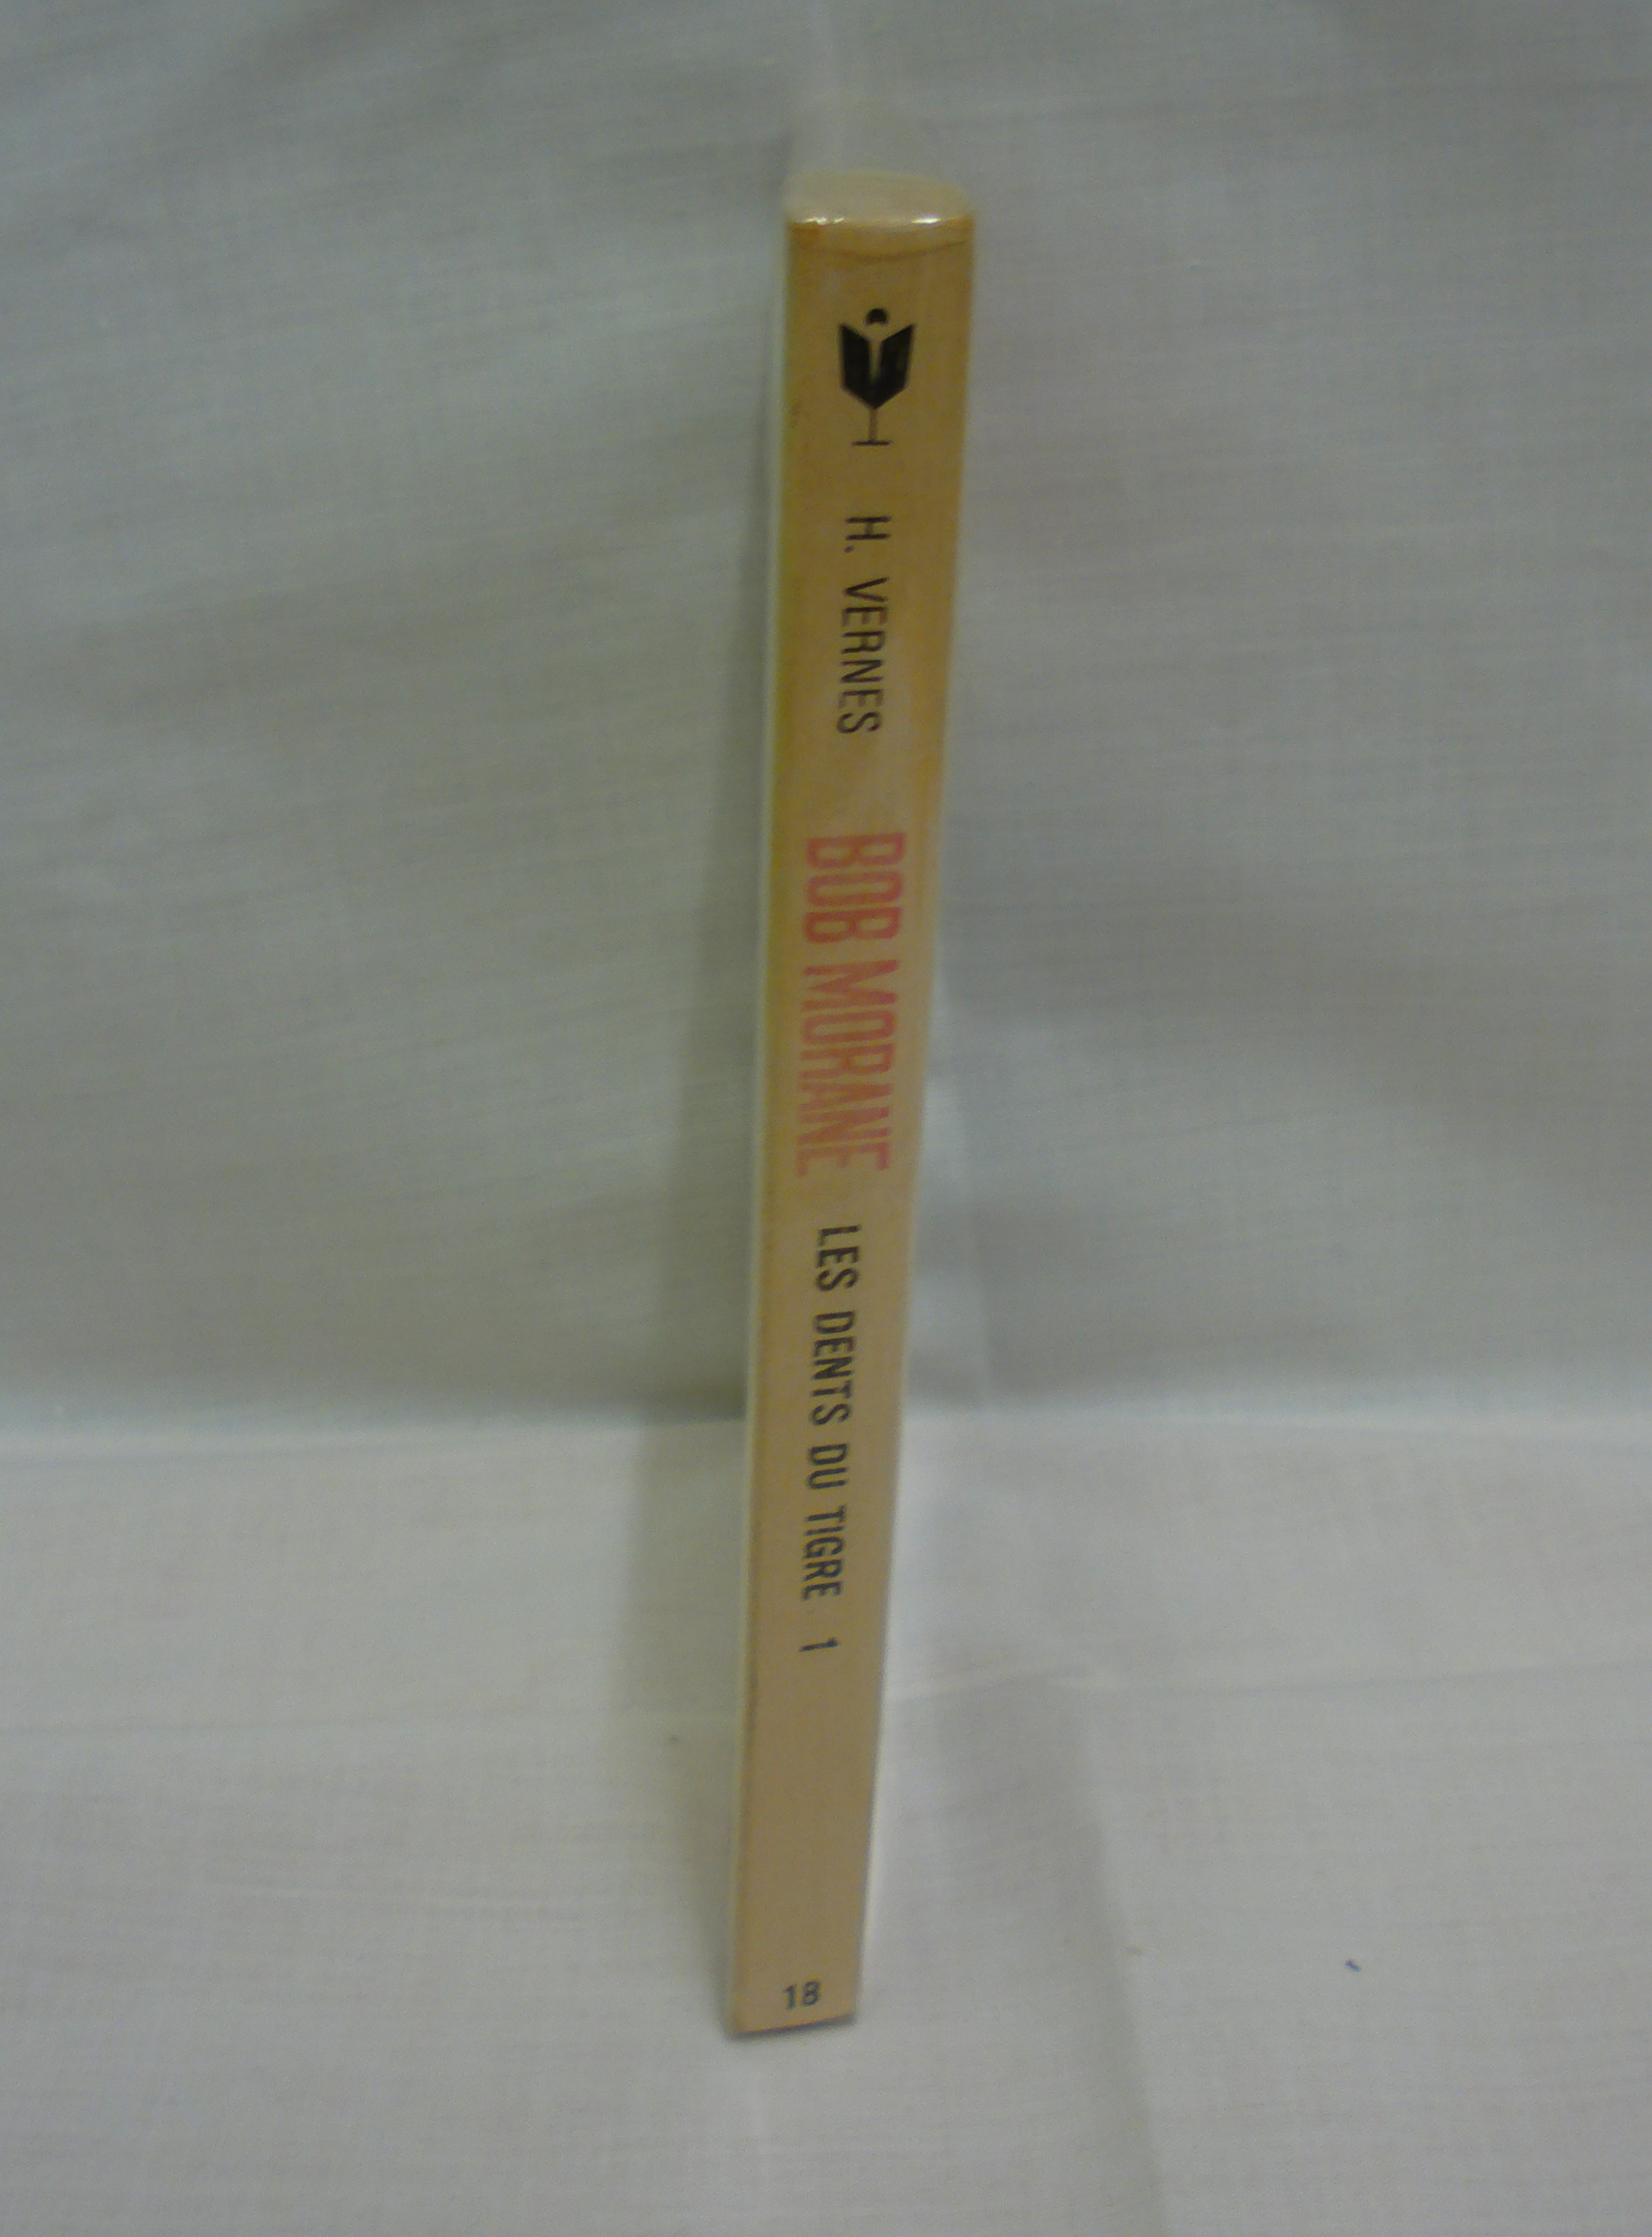 H. VERNES
BOB MORANE
LES DENTS DU TIGRE 1
18